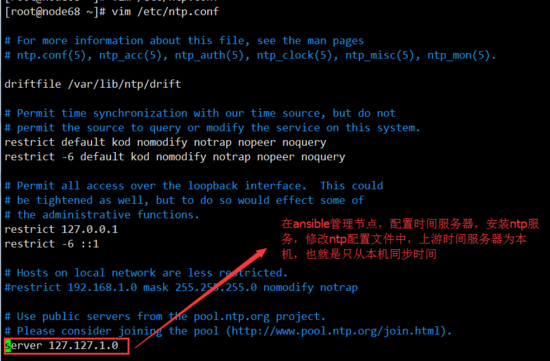 [root@node68 ~]# vim /etc/ntp.conf
[root@node68 ~]# vim /etc/ntp.conf
# For more information about this file, see the man pages
# ntp.conf(5), ntp_acc(5), ntp_auth(5), ntp_clock(5), ntp_misc(5), ntp_mon(5).
driftfile /var/lib/ntp/drift
# Permit time synchronization with our time source, but do not
# permit the source to query or modify the service on this system.
restrict default kod nomodify notrap nopeer noquery
restrict -6 default kod nomodify notrap nopeer noquery
# Permit all access over the loopback interface.  This could
# be tightened as well, but to do so would effect some of
# the administrative functions.
restrict 127.0.0.1
restrict -6 ::1
在ansible管理节点，配置时间服务器，安装ntp服
务，修改ntp配置文件中，上游时间服务器为本
机，也就是只从本机同步时间
# Hosts on local network are less restricted.
#restrict 192.168.1.0 mask 255.255.255.0 nomodify notrap
# Use public servers from the pool.ntp.org project.
# Please consider joining the pool (http://www.pool.ntp.org/join.html).
server 127.127.1.0